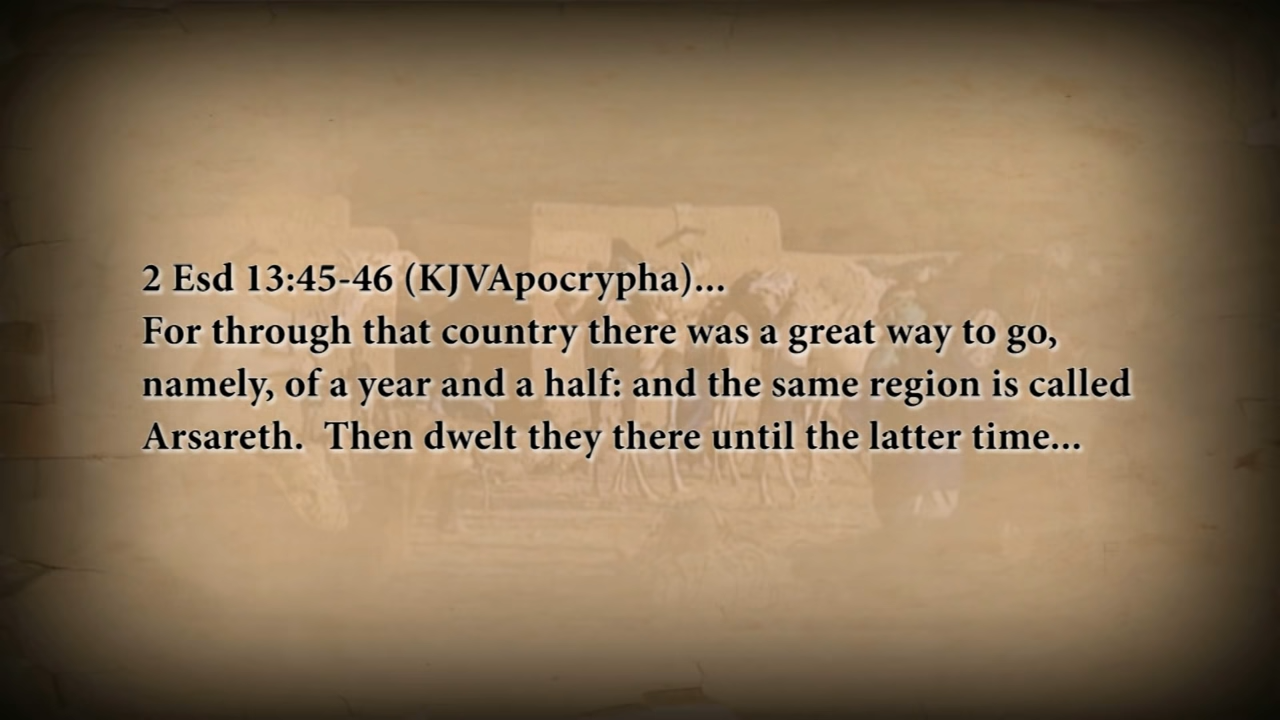 2 Esd 13:45-46 (KJVApocrypha)...
For through that country there was a great way to go,
namely, of a year and a half: and the same region is called
Arsareth.  Then dwelt they there until the latter time...